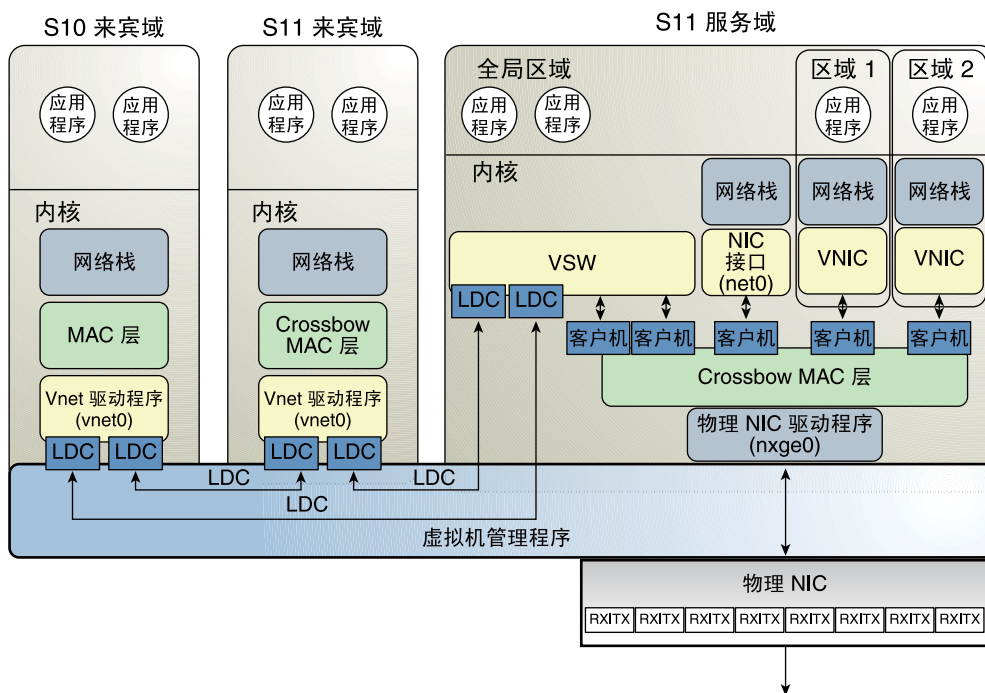 S10 来宾域
S11 来宾域
S11 服务域
应用
程序
应用
程序
内核
网络栈
MAC 层
Vnet 驱动程序
(vnet0)
LDC
LDC
应用
程序
应用
程序
内核
网络栈
Crossbow
MAC 层
Vnet 驱动程序
(vnet0)
LDC
LDC
全局区域
区域 1
区域 2
应用
程序
应用
程序
应用
程序
应用
程序
内核
网络栈
网络栈
网络栈
VSW
NIC
接口
(net0)
VNIC
VNIC
LDC
LDC
客户机
客户机
客户机
客户机
客户机
Crossbow MAC 层
物理 NIC 驱动程序
(nxge0)
LDC
LDC
LDC
虚拟机管理程序
物理 NIC
RXITX
RXITX
RXITX
RXITX
RXITX
RXITX
RXITX
RXITX